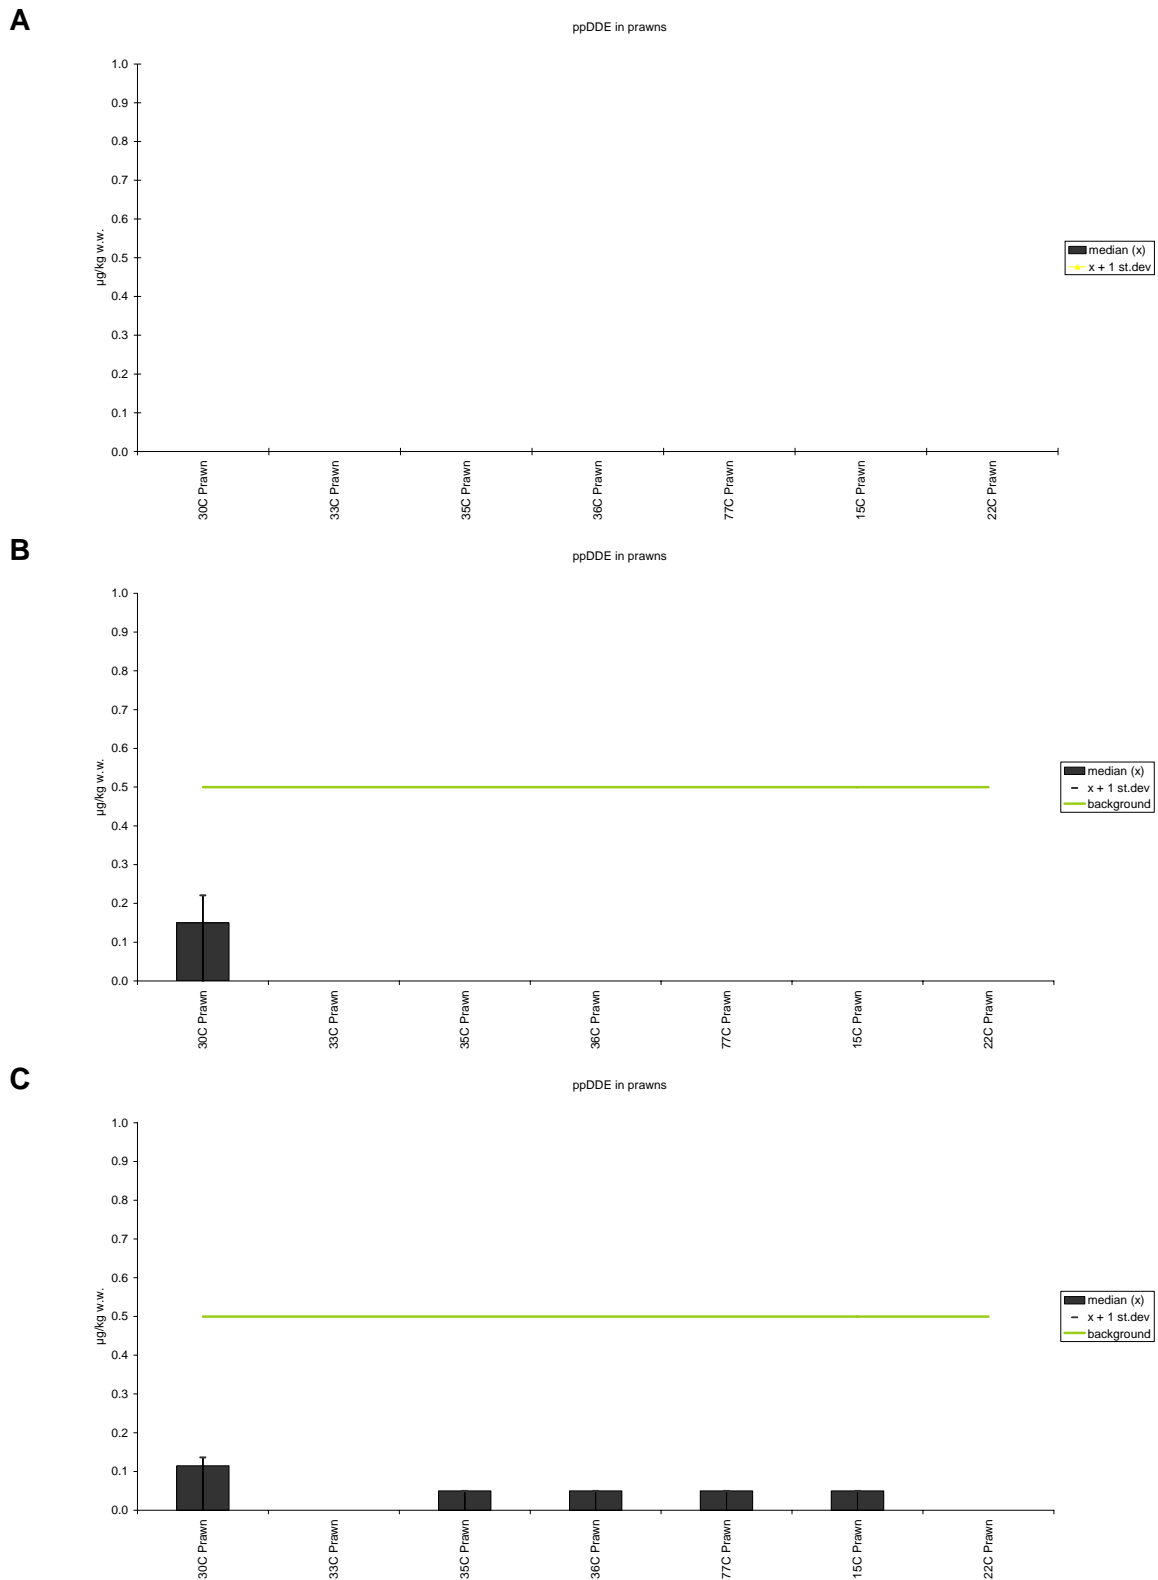 A
ppDDE in prawns
1.0
0.9
0.8
0.7
0.6
0.5
0.4
0.3
0.2
0.1
0.0
µg/kg w.w.
30C Prawn
33C Prawn
35C Prawn
36C Prawn
77C Prawn
15C Prawn
22C Prawn
median (x)
x + 1 st.dev
B
ppDDE in prawns
1.0
0.9
0.8
0.7
0.6
0.5
0.4
0.3
0.2
0.1
0.0
µg/kg w.w.
30C Prawn
33C Prawn
35C Prawn
36C Prawn
77C Prawn
15C Prawn
22C Prawn
median (x)
x + 1 st.dev
background
C
ppDDE in prawns
1.0
0.9
0.8
0.7
0.6
0.5
0.4
0.3
0.2
0.1
0.0
µg/kg w.w.
30C Prawn
33C Prawn
35C Prawn
36C Prawn
77C Prawn
15C Prawn
22C Prawn
median (x)
x + 1 st.dev
background